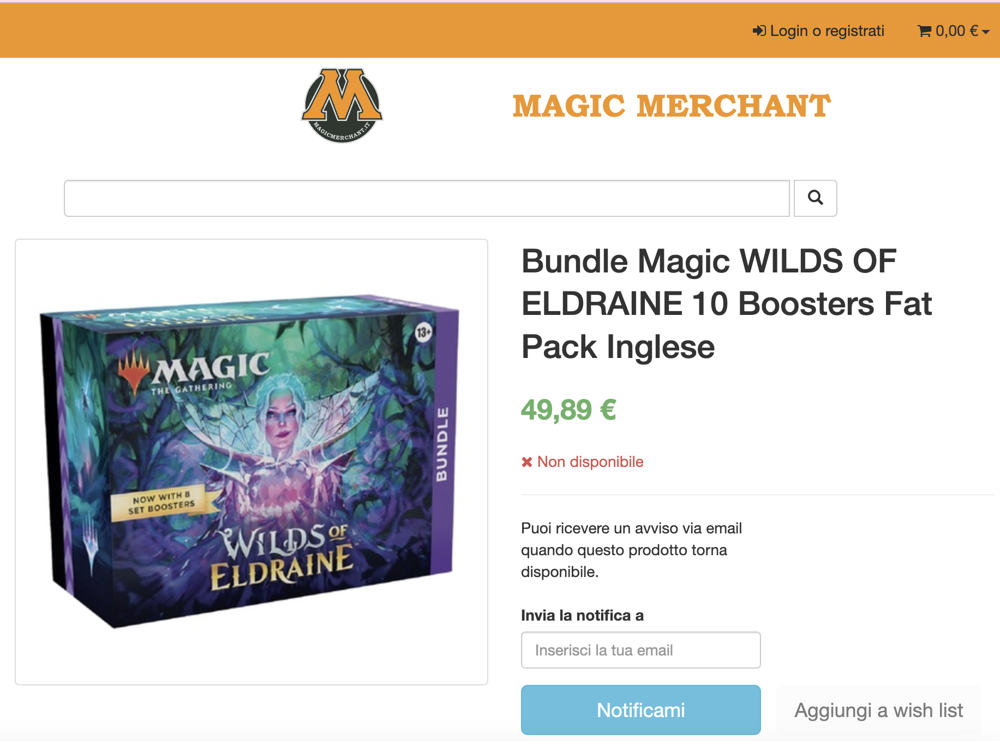 Login o registrati
0,00 €
MAGICMERCHANT.IT
MAGIC MERCHANT
Bundle Magic WILDS OF
ELDRAINE 10 Boosters Fat
Pack Inglese
49,89 €
Non disponibile
Puoi ricevere un avviso via email
quando questo prodotto torna
disponibile.
Invia la notifica a
Inserisci la tua email
Notificami
Aggiungi a wish list
13+
MAGIC
THE GATHERING
BUNDLE
NOW WITH 8
SET BOOSTERS
WILDS OF
ELDRAINE